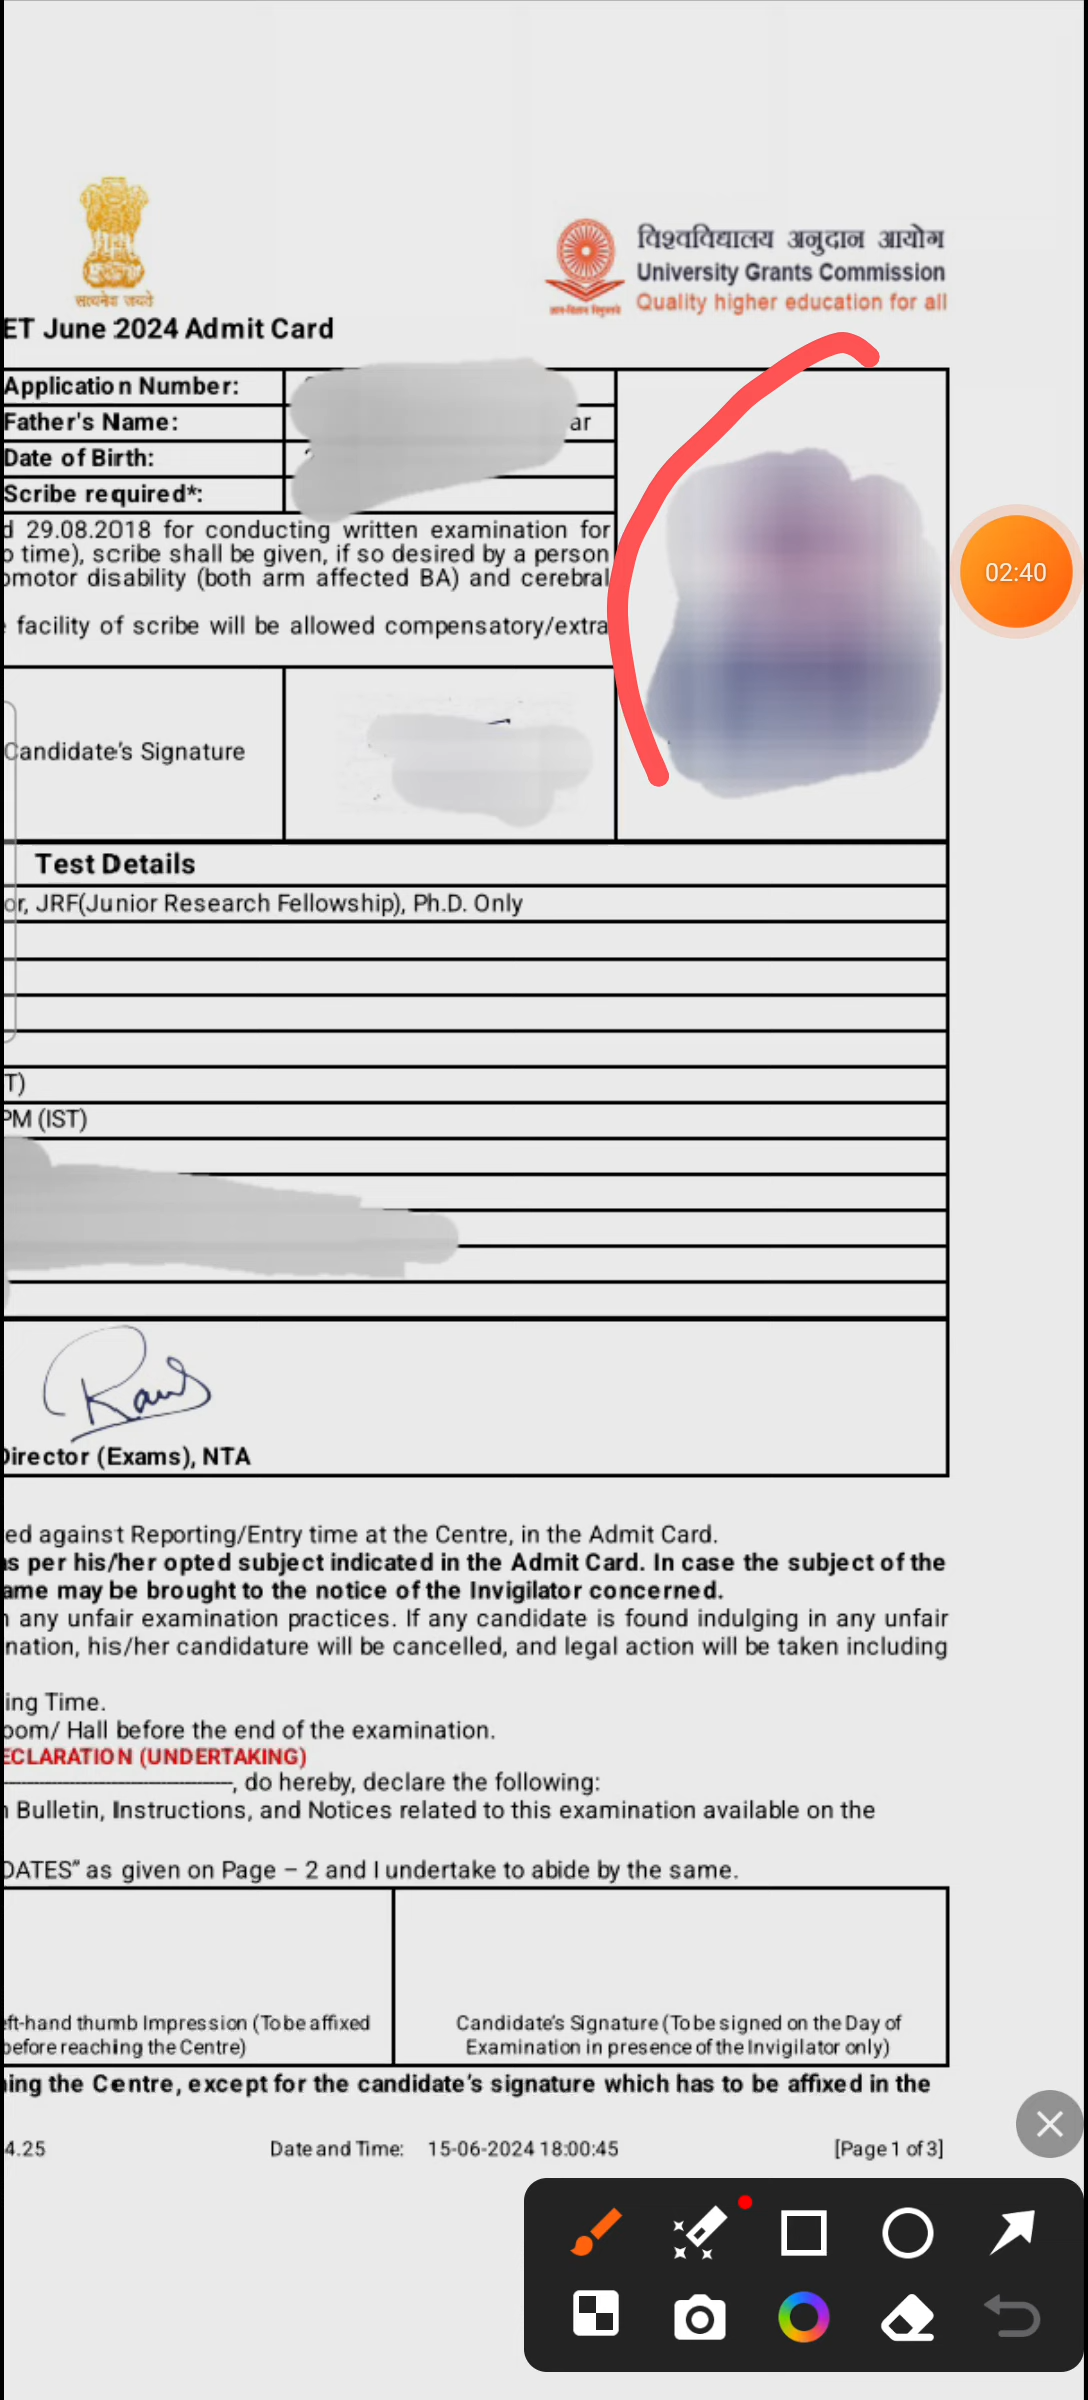 सत्यमेव जयते
विश्वविद्यालय अनुदान आयोग
University Grants Commission
Quality higher education for all
ज्ञान-विज्ञान विमुक्तये
ET June 2024 Admit Card
Application Number:
Father's Name: ar
Date of Birth:
Scribe required*:
d 29.08.2018 for conducting written examination for
o time), scribe shall be given, if so desired by a person
omotor disability (both arm affected BA) and cerebral
facility of scribe will be allowed compensatory/extra
02:40
Candidate's Signature
Test Details
or, JRF(Junior Research Fellowship), Ph.D. Only
T)
PM (IST)
Director (Exams), NTA
ed against Reporting/Entry time at the Centre, in the Admit Card.
as per his/her opted subject indicated in the Admit Card. In case the subject of the
ame may be brought to the notice of the Invigilator concerned.
n any unfair examination practices. If any candidate is found indulging in any unfair
nation, his/her candidature will be cancelled, and legal action will be taken including
ing Time.
oom/ Hall before the end of the examination.
ECLARATION (UNDERTAKING)
, do hereby, declare the following:
n Bulletin, Instructions, and Notices related to this examination available on the
DATES” as given on Page – 2 and I undertake to abide by the same.
eft-hand thumb Impression (To be affixed
before reaching the Centre)
Candidate's Signature (To be signed on the Day of
Examination in presence of the Invigilator only)
ing the Centre, except for the candidate's signature which has to be affixed in the
4.25 Date and Time: 15-06-2024 18:00:45 [Page 1 of 3]